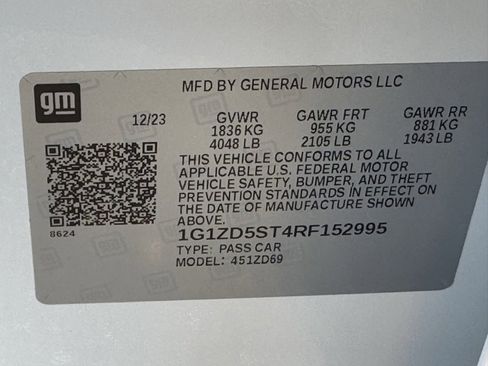 gm
MFD BY GENERAL MOTORS LLC
12/23 GVWR GAWR FRT GAWR RR
1836 KG 955 KG 881 KG
4048 LB 2105 LB 1943 LB
THIS VEHICLE CONFORMS TO ALL
APPLICABLE U.S. FEDERAL MOTOR
VEHICLE SAFETY, BUMPER, AND THEFT
PREVENTION STANDARDS IN EFFECT ON
THE DATE OF MANUFACTURE SHOWN
ABOVE.
8624
1G1ZD5ST4RF152995
TYPE: PASS CAR
MODEL: 451ZD69